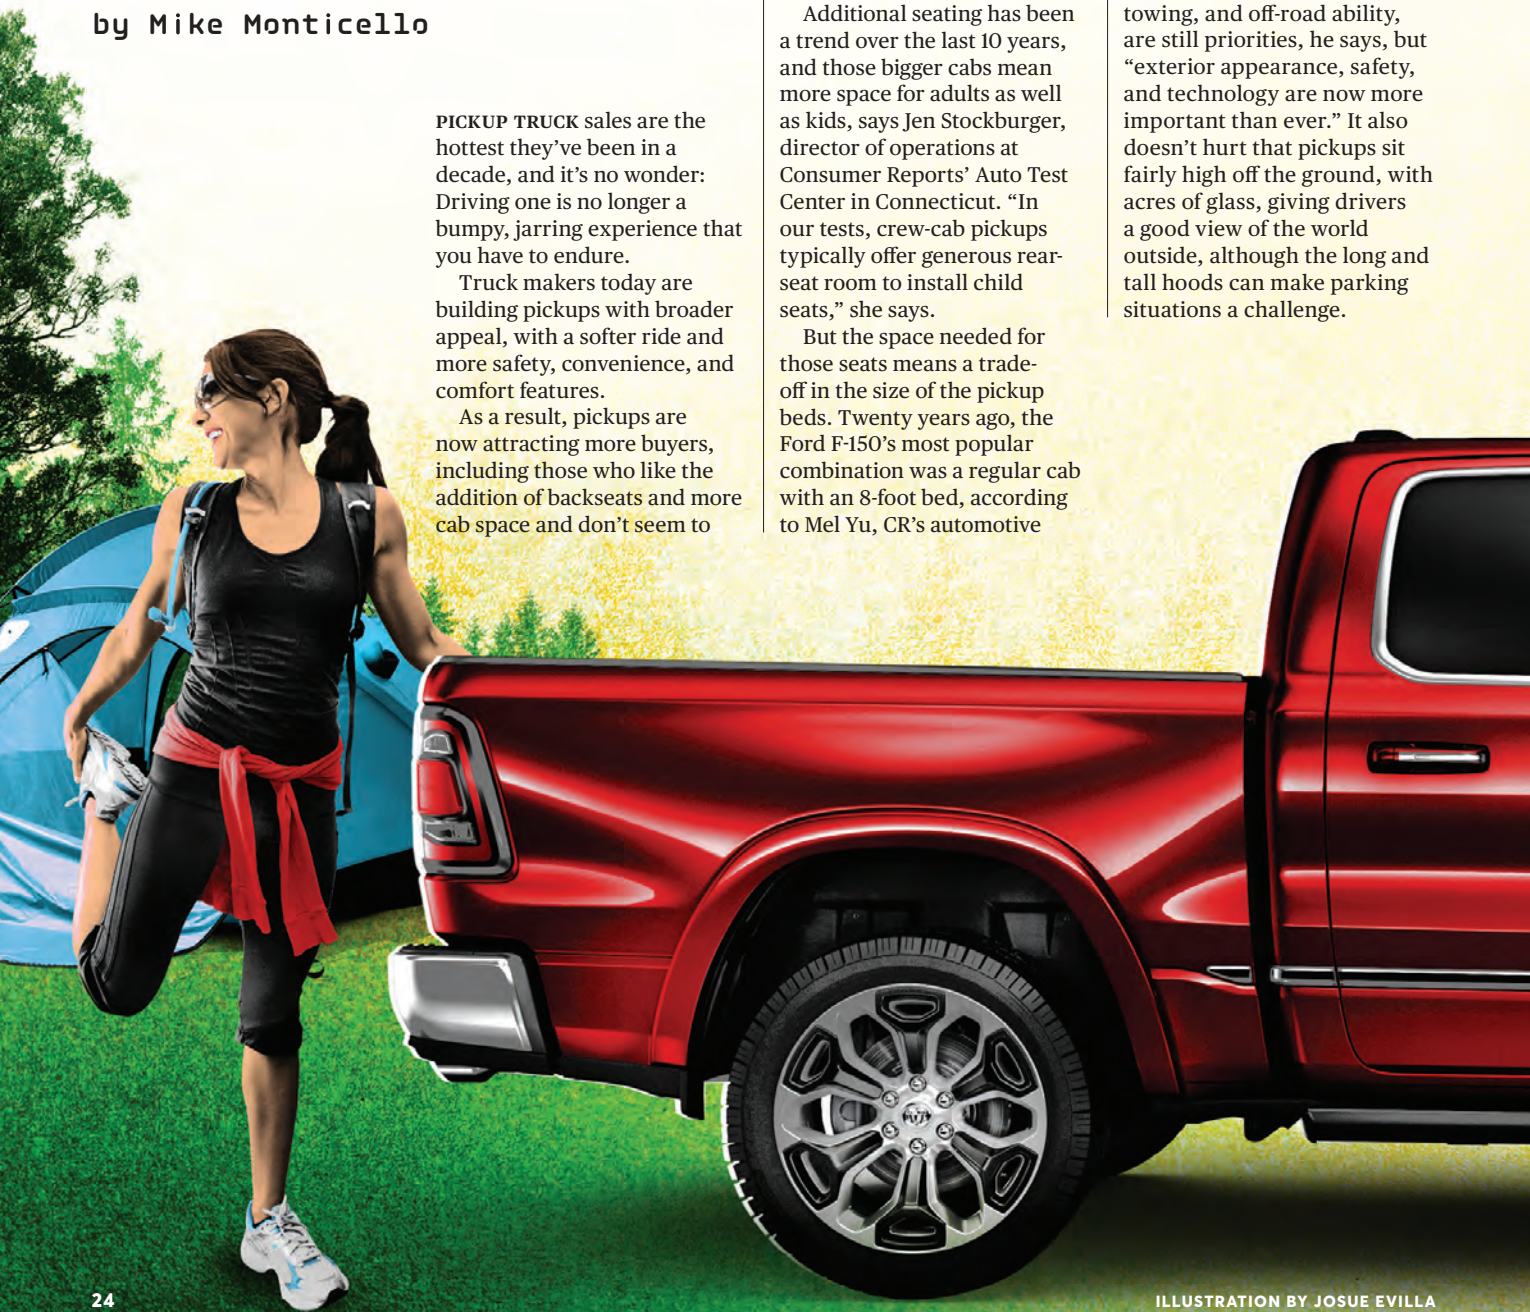 by Mike Monticello
PICKUP TRUCK sales are the
hottest they’ve been in a
decade, and it’s no wonder:
Driving one is no longer a
bumpy, jarring experience that
you have to endure.
Truck makers today are
building pickups with broader
appeal, with a softer ride and
more safety, convenience, and
comfort features.
As a result, pickups are
now attracting more buyers,
including those who like the
addition of backseats and more
cab space and don’t seem to
Additional seating has been
a trend over the last 10 years,
and those bigger cabs mean
more space for adults as well
as kids, says Jen Stockburger,
director of operations at
Consumer Reports’ Auto Test
Center in Connecticut. “In
our tests, crew-cab pickups
typically offer generous rear-
seat room to install child
seats,” she says.
But the space needed for
those seats means a trade-
off in the size of the pickup
beds. Twenty years ago, the
Ford F-150’s most popular
combination was a regular cab
with an 8-foot bed, according
to Mel Yu, CR’s automotive
towing, and off-road ability,
are still priorities, he says, but
“exterior appearance, safety,
and technology are now more
important than ever.” It also
doesn’t hurt that pickups sit
fairly high off the ground, with
acres of glass, giving drivers
a good view of the world
outside, although the long and
tall hoods can make parking
situations a challenge.
24
ILLUSTRATION BY JOSUE EVILLA